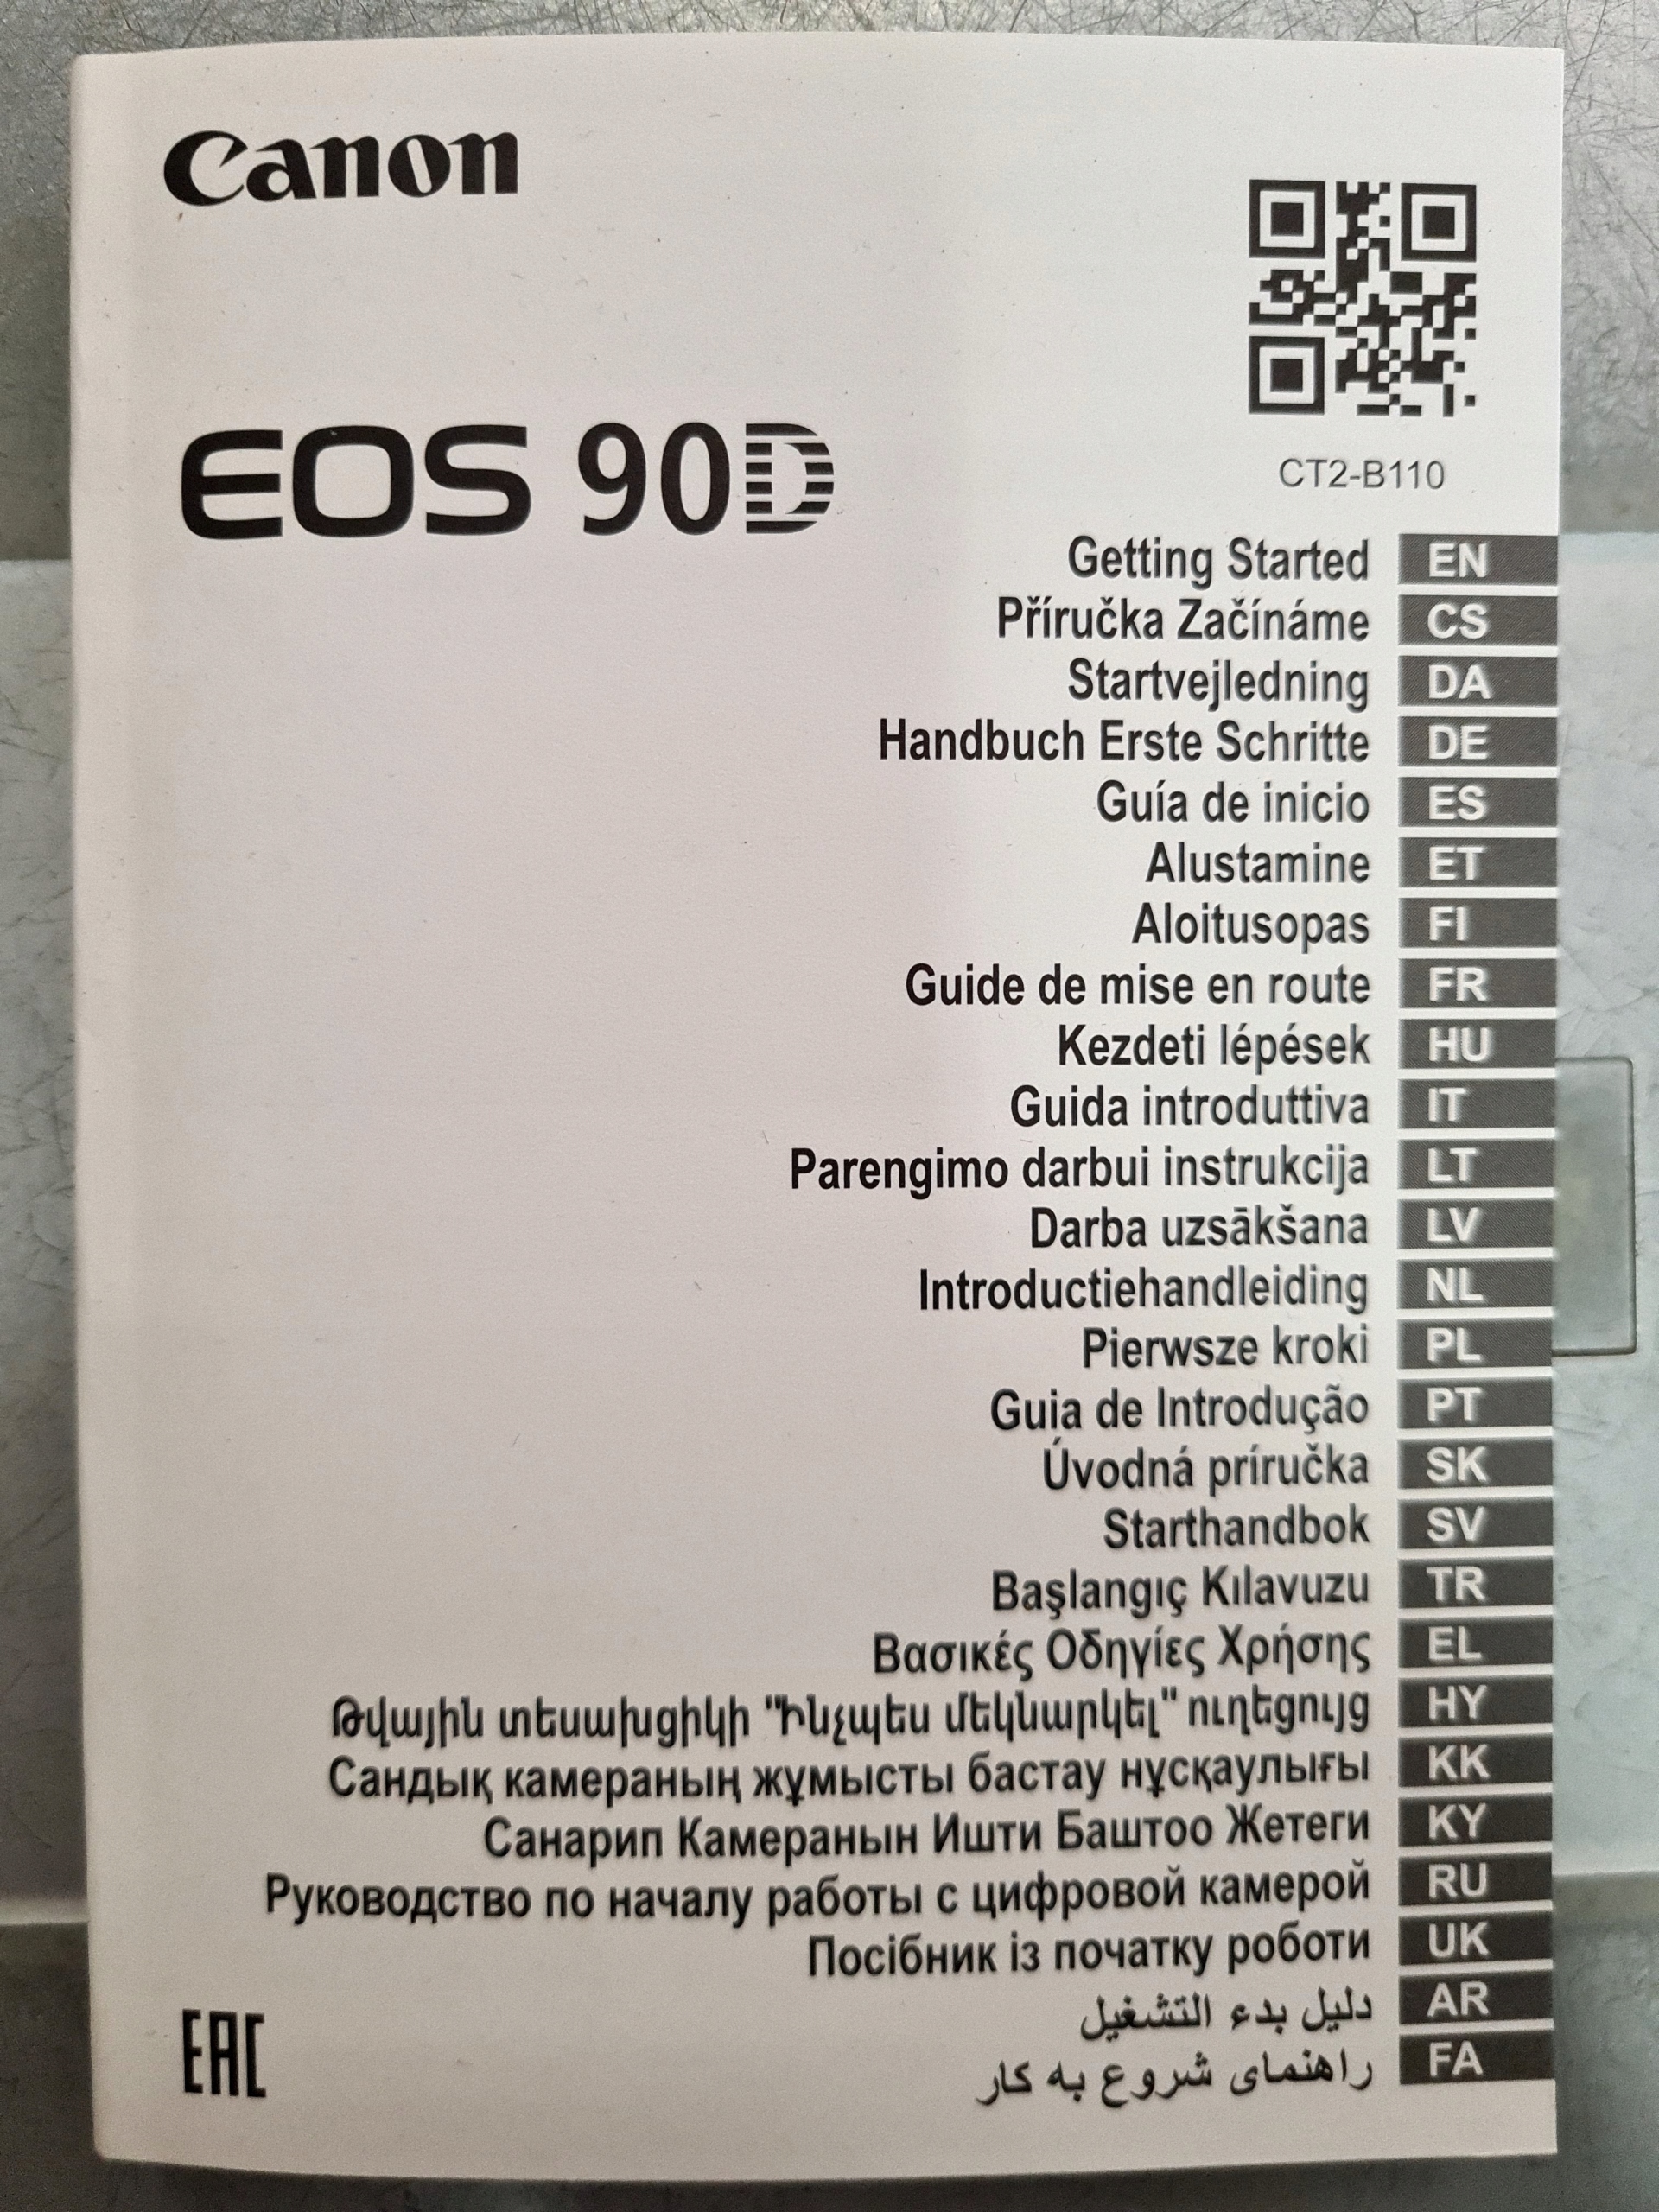 Canon
EOS 90D
CT2-B110
Getting Started EN
Příručka Začínáme CS
Startvejledning DA
Handbuch Erste Schritte DE
Guía de inicio ES
Alustamine ET
Aloitusopas FI
Guide de mise en route FR
Kezdeti lépések HU
Guida introduttiva IT
Parengimo darbui instrukcija LT
Darba uzsākšana LV
Introductiehandleiding NL
Pierwsze kroki PL
Guia de Introdução PT
Úvodná príručka SK
Starthandbok SV
Başlangıç Kılavuzu TR
Βασικές Οδηγίες Χρήσης EL
Թվային տեսախցիկի "Ինչպես մեկնարկել" ուղեցույց HY
Сандық камераның жұмысты бастау нұсқаулығы KK
Санарип Камеранын Ишти Баштоо Жетеги KY
Руководство по началу работы с цифровой камерой RU
Посібник із початку роботи UK
دليل بدء التشغيل AR
راهنمای شروع به کار FA
EAC